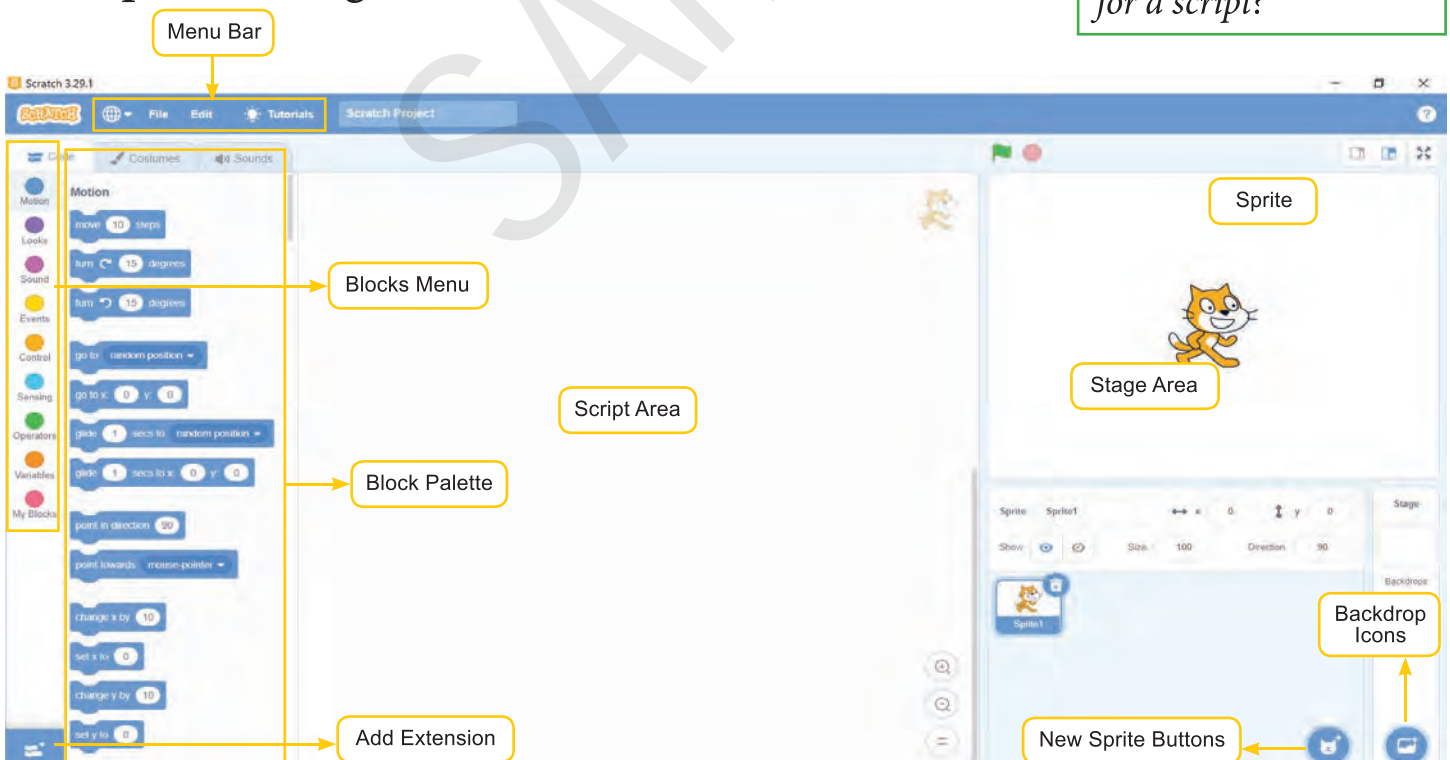 for a script?
Menu Bar
Scratch 3.29.1
SCRATCH File Edit Tutorials Scratch Project
Code Costumes Sounds
Motion
Looks
Sound
Events
Control
Sensing
Operators
Variables
My Blocks
Motion
move 10 steps
turn 15 degrees
turn 15 degrees
go to random position
go to x: 0 y: 0
glide 1 secs to random position
glide 1 secs to x: 0 y: 0
point in direction 90
point towards mouse-pointer
change x by 10
set x to 0
change y by 10
set y to 0
Blocks Menu
Block Palette
Add Extension
Script Area
Sprite
Stage Area
Sprite Sprite1 x 0 y 0
Show Size 100 Direction 90
Sprite1
Stage
Backdrops
Backdrop
Icons
New Sprite Buttons